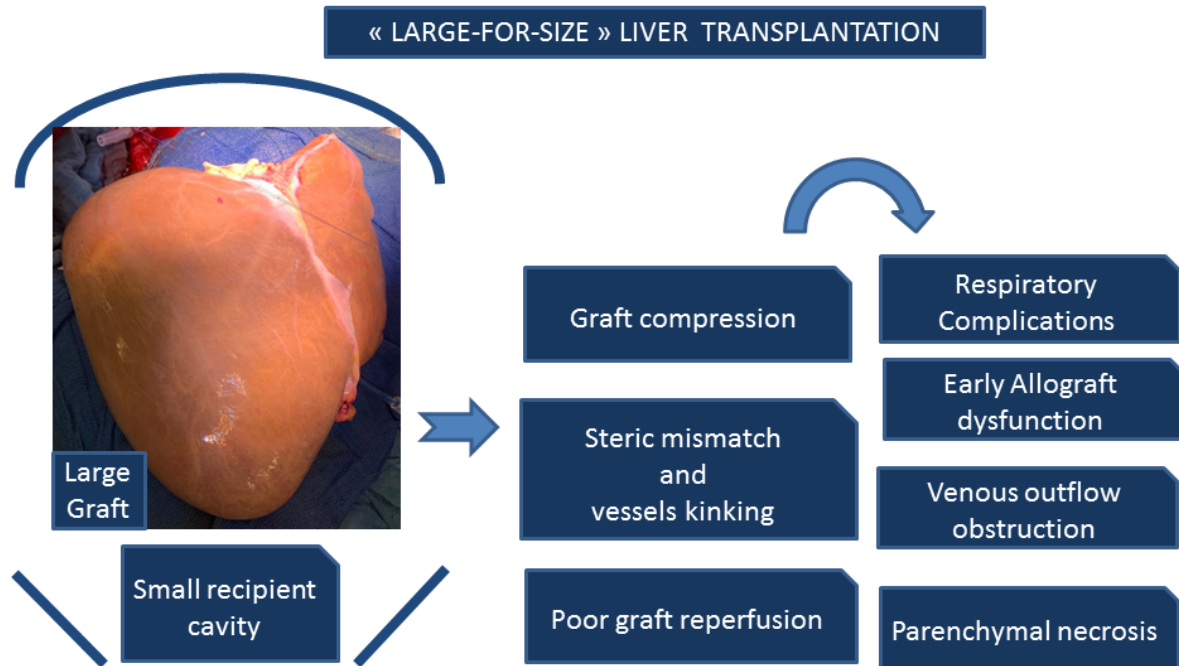 « LARGE-FOR-SIZE » LIVER TRANSPLANTATION
Large
Graft
Small recipient
cavity
Graft compression
Steric mismatch
and
vessels kinking
Poor graft reperfusion
Respiratory
Complications
Early Allograft
dysfunction
Venous outflow
obstruction
Parenchymal necrosis